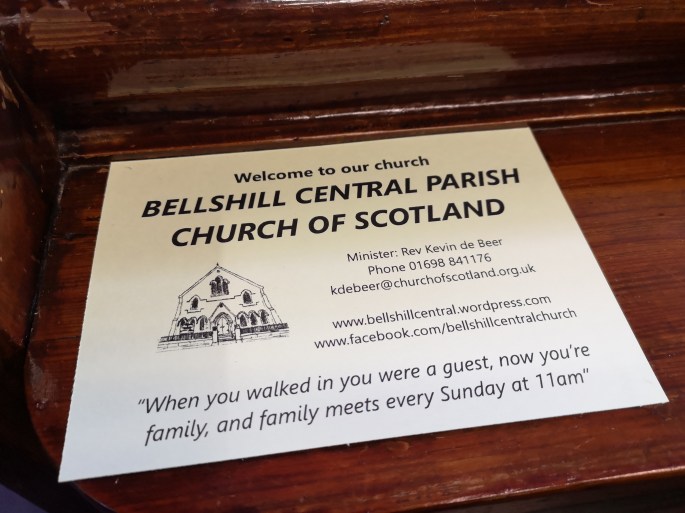 Welcome to our church
BELLSHILL CENTRAL PARISH
CHURCH OF SCOTLAND
Minister: Rev Kevin de Beer
Phone 01698 841176
kdebeer@churchofscotland.org.uk
www.bellshillcentral.wordpress.com
www.facebook.com/bellshillcentralchurch
“When you walked in you were a guest, now you’re
family, and family meets every Sunday at 11am”